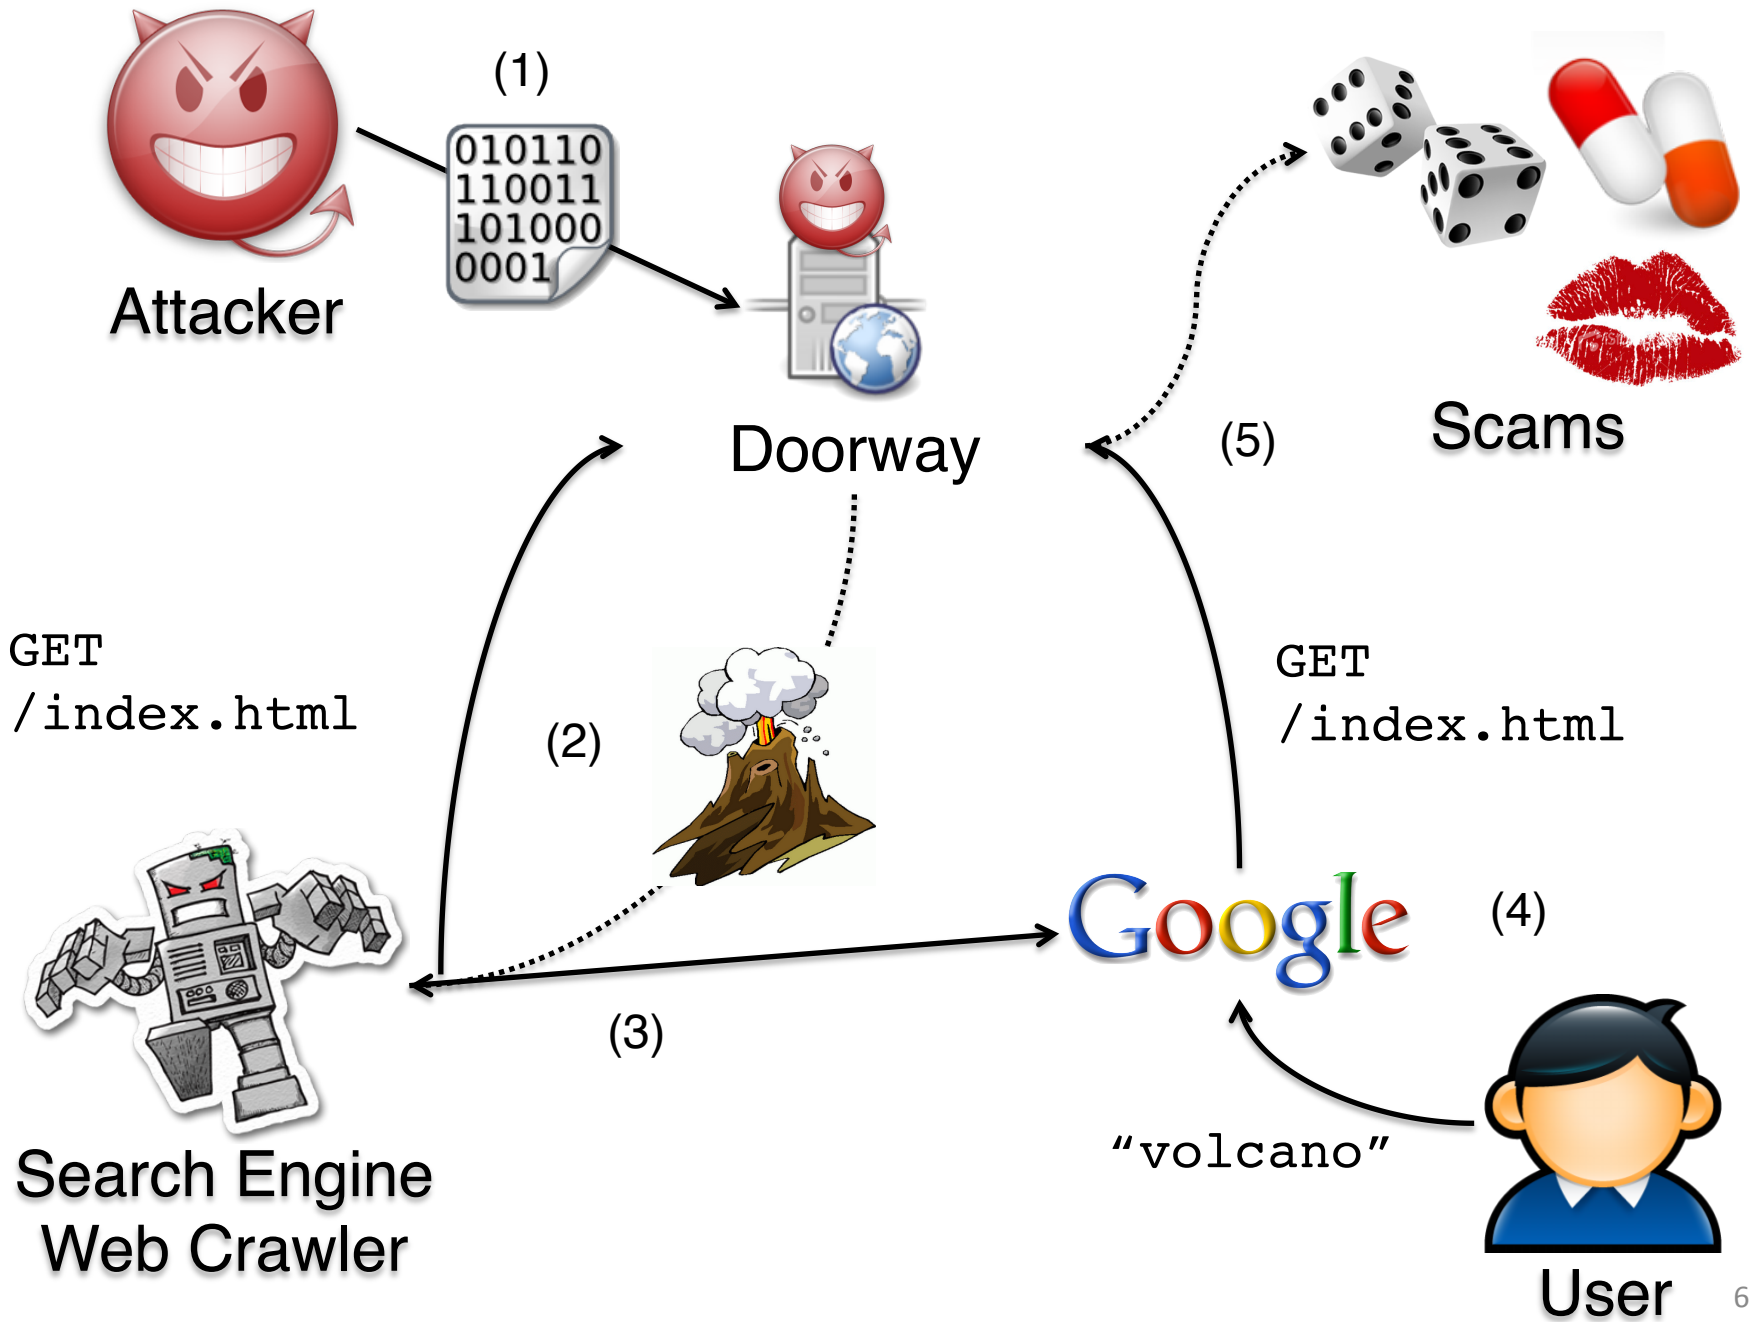 (1)
010110
110011
101000
0001
Attacker
Doorway
(5)
Scams
GET
/index.html
(2)
GET
/index.html
Google
(4)
(3)
"volcano"
Search Engine
Web Crawler
User
6